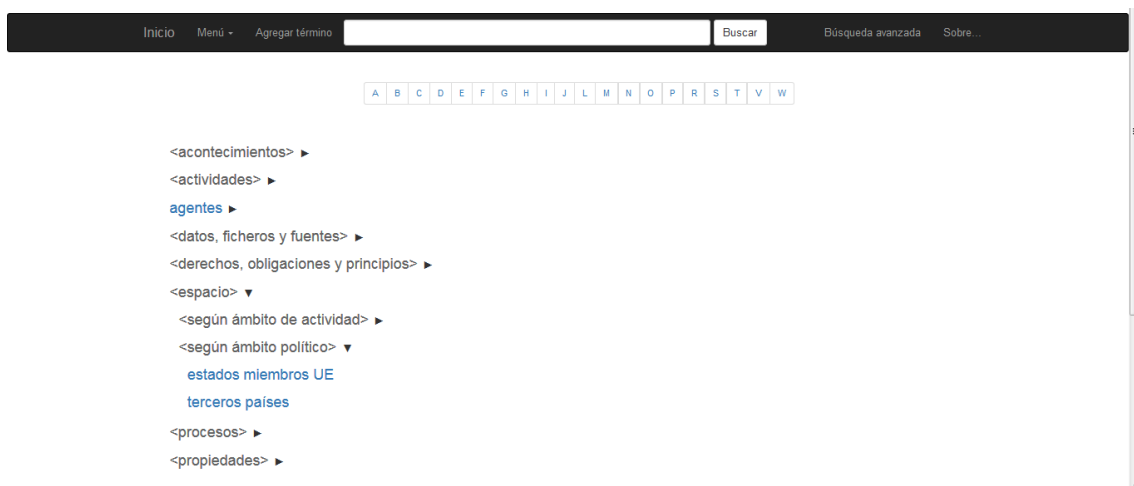 Inicio Menú Agregar término Buscar Búsqueda avanzada Sobre...
A B C D E F G H I J L M N O P R S T V W
<acontecimientos> ►
<actividades> ►
agentes ►
<datos, ficheros y fuentes> ►
<derechos, obligaciones y principios> ►
<espacio> ▼
<según ámbito de actividad> ►
<según ámbito político> ▼
estados miembros UE
terceros países
<procesos> ►
<propiedades> ►